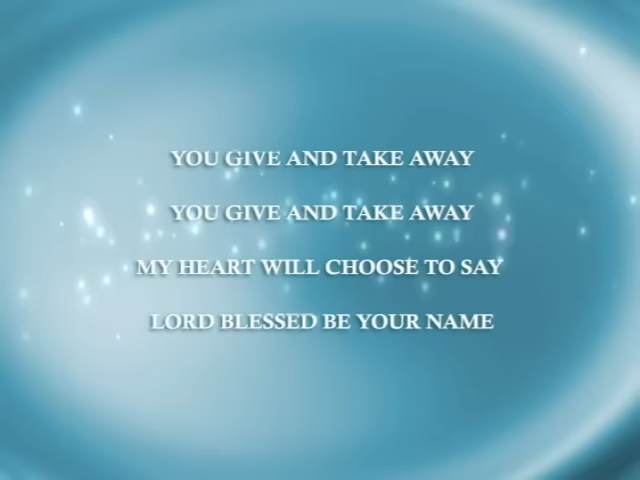 YOU GIVE AND TAKE AWAY
YOU GIVE AND TAKE AWAY
MY HEART WILL CHOOSE TO SAY
LORD BLESSED BE YOUR NAME